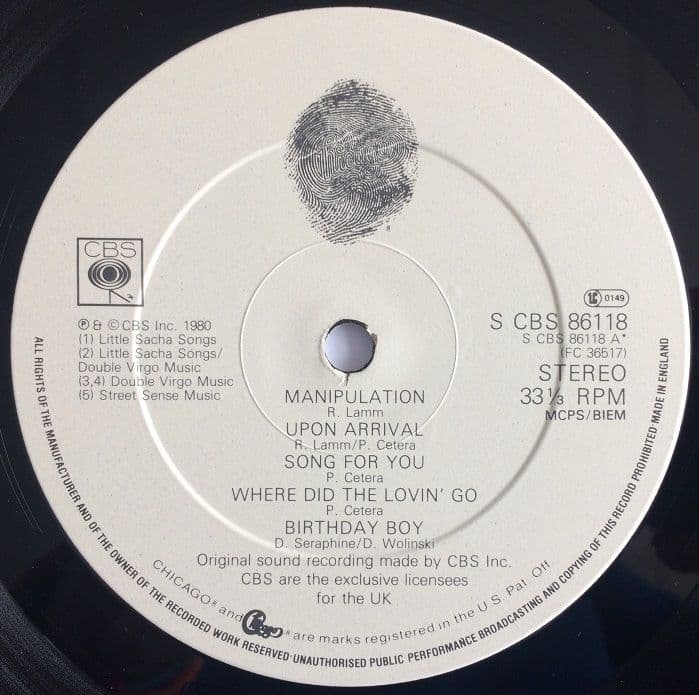 Chicago
CBS
℗ & © CBS Inc. 1980
(1) Little Sacha Songs
(2) Little Sacha Songs/
Double Virgo Music
(3,4) Double Virgo Music
(5) Street Sense Music
0149
S CBS 86118
S CBS 86118 A*
(FC 36517)
STEREO
33⅓ RPM
MCPS/BIEM
MANIPULATION
R. Lamm
UPON ARRIVAL
R. Lamm/P. Cetera
SONG FOR YOU
P. Cetera
WHERE DID THE LOVIN' GO
P. Cetera
BIRTHDAY BOY
D. Seraphine/D. Wolinski
Original sound recording made by CBS Inc.
CBS are the exclusive licensees
for the UK
CHICAGO® and Chicago® are marks registered in the U.S. Pat. Off
ALL RIGHTS OF THE MANUFACTURER AND OF THE OWNER OF THE RECORDED WORK RESERVED·UNAUTHORISED PUBLIC PERFORMANCE BROADCASTING AND COPYING OF THIS RECORD PROHIBITED·MADE IN ENGLAND